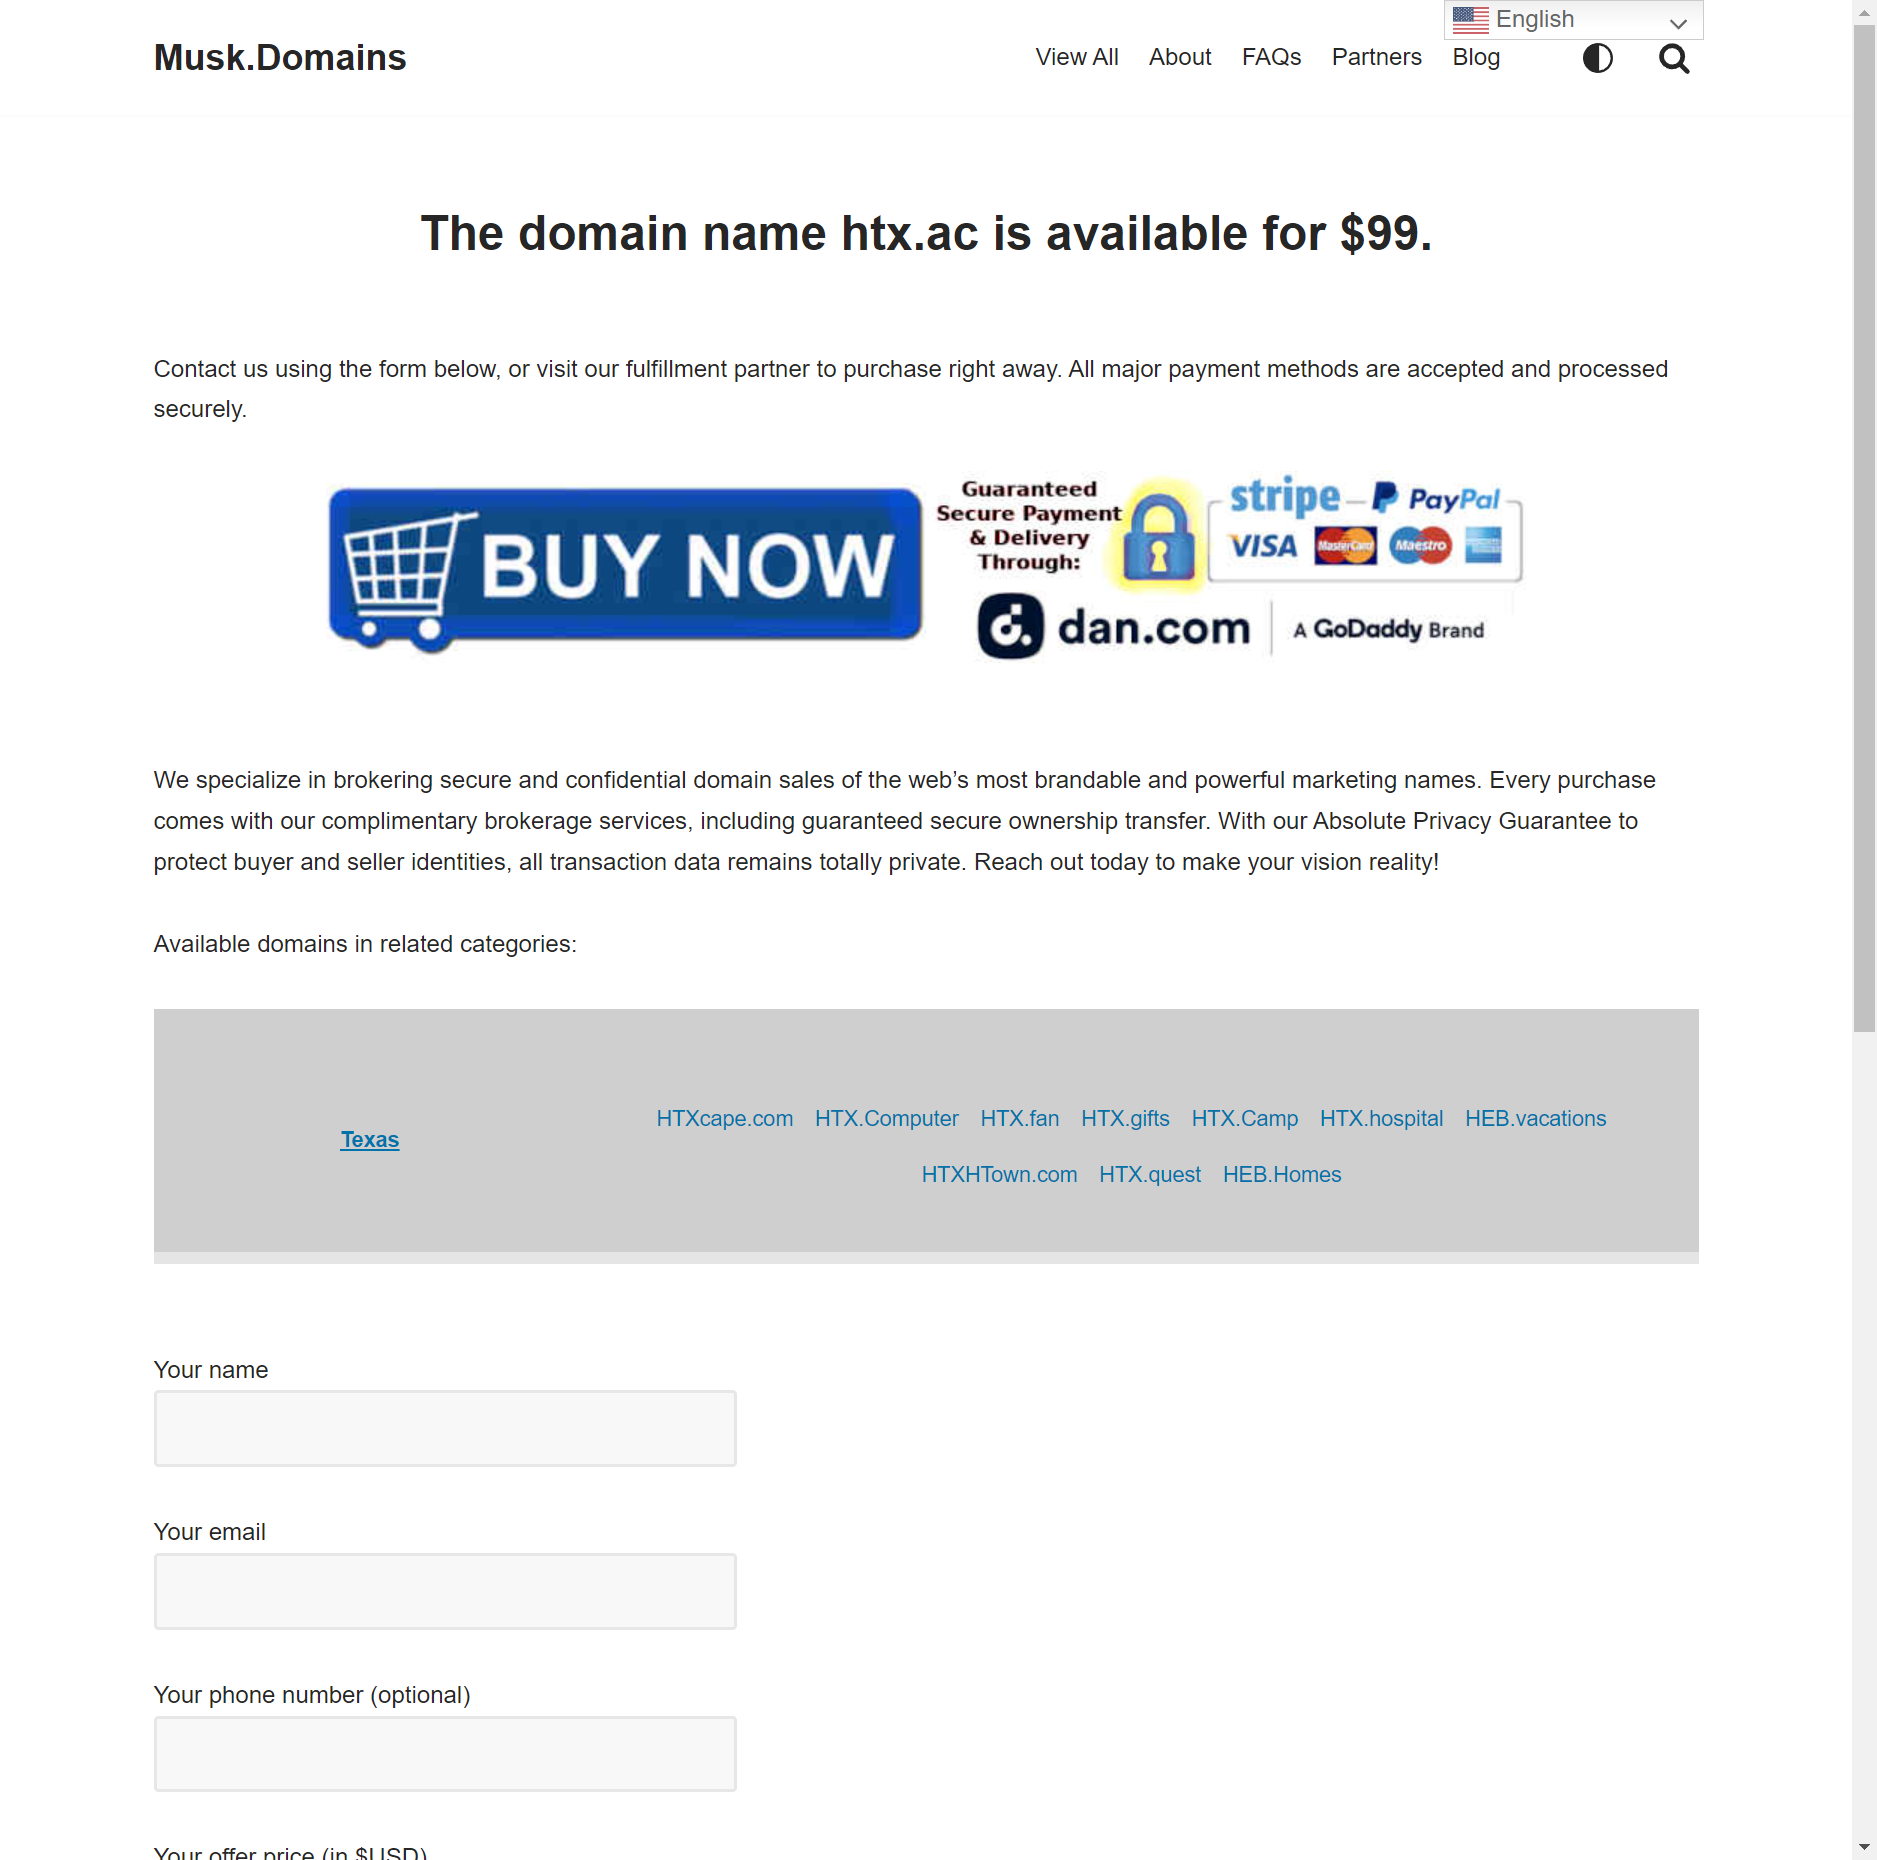 English
Musk.Domains
View All About FAQs Partners Blog
The domain name htx.ac is available for $99.
Contact us using the form below, or visit our fulfillment partner to purchase right away. All major payment methods are accepted and processed
securely.
BUY NOW
Guaranteed
Secure Payment
& Delivery
Through:
stripe PayPal
VISA MasterCard Maestro
dan.com A GoDaddy Brand
We specialize in brokering secure and confidential domain sales of the web’s most brandable and powerful marketing names. Every purchase
comes with our complimentary brokerage services, including guaranteed secure ownership transfer. With our Absolute Privacy Guarantee to
protect buyer and seller identities, all transaction data remains totally private. Reach out today to make your vision reality!
Available domains in related categories:
Texas
HTXcape.com HTX.Computer HTX.fan HTX.gifts HTX.Camp HTX.hospital HEB.vacations
HTXHTown.com HTX.quest HEB.Homes
Your name
Your email
Your phone number (optional)
Your offer price (in $USD)